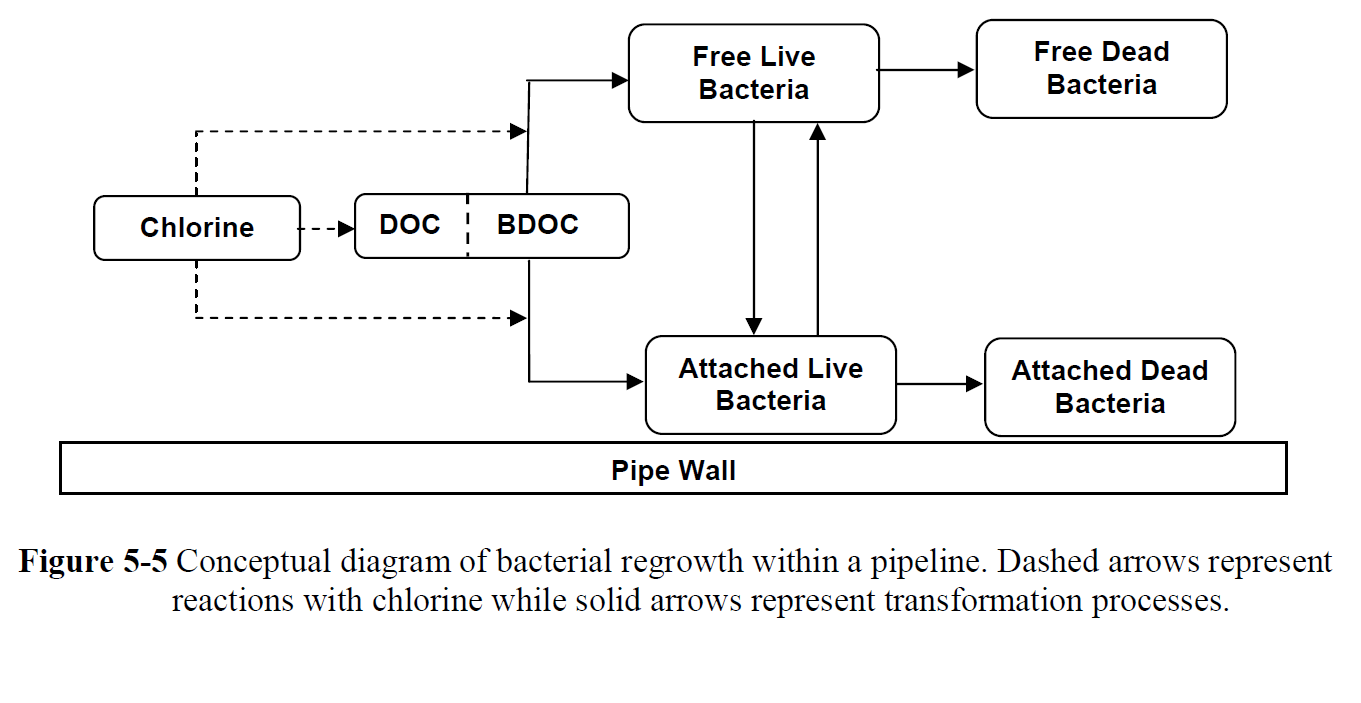 Free Live
Bacteria
Free Dead
Bacteria
Chlorine
DOC
BDOC
Attached Live
Bacteria
Attached Dead
Bacteria
Pipe Wall
Figure 5-5 Conceptual diagram of bacterial regrowth within a pipeline. Dashed arrows represent
reactions with chlorine while solid arrows represent transformation processes.